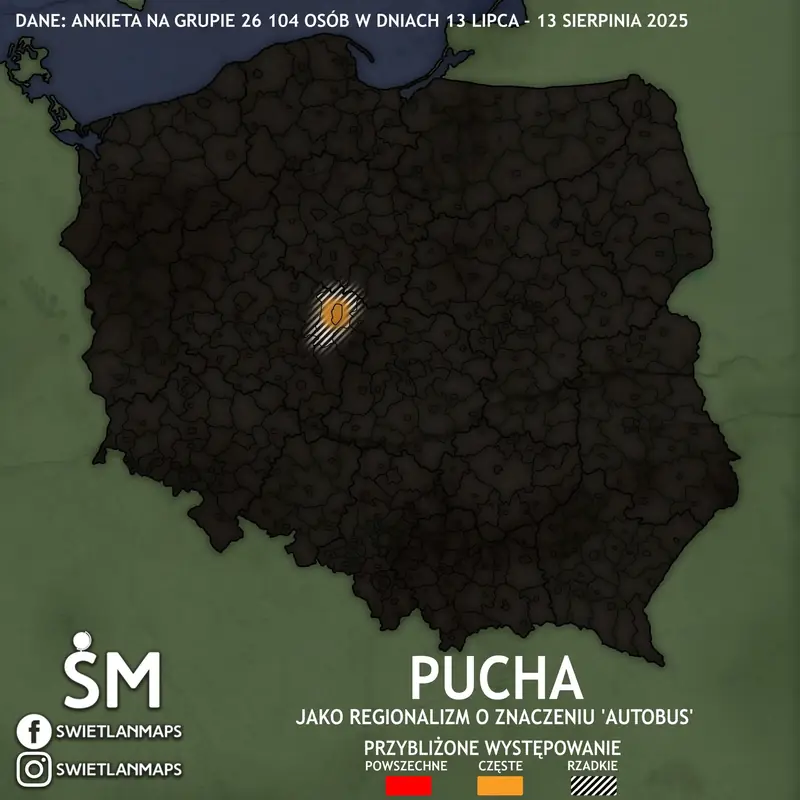 DANE: ANKIETA NA GRUPIE 26 104 OSÓB W DNIACH 13 LIPCA - 13 SIERPINIA 2025
ŚM
SWIETLANMAPS
SWIETLANMAPS
PUCHA
JAKO REGIONALIZM O ZNACZENIU 'AUTOBUS'
PRZYBLIŻONE WYSTĘPOWANIE
POWSZECHNE CZĘSTE RZADKIE